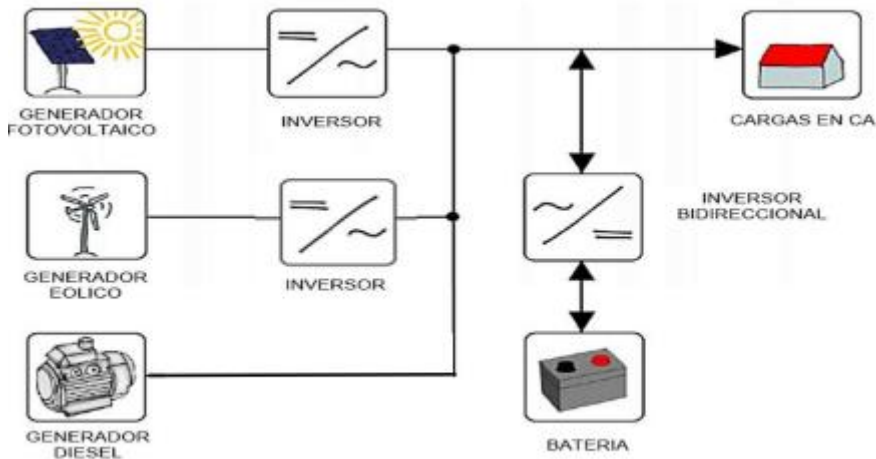 GENERADOR
FOTOVOLTAICO
INVERSOR
CARGAS EN CA
GENERADOR
EOLICO
INVERSOR
INVERSOR
BIDIRECCIONAL
GENERADOR
DIESEL
BATERIA